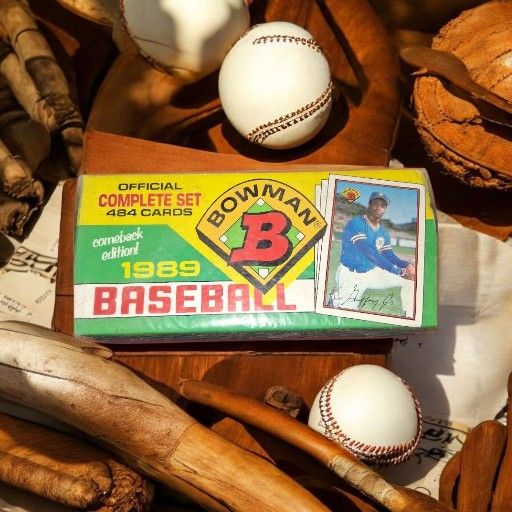 OFFICIAL
COMPLETE SET
484 CARDS
comeback
edition!
1989
BASEBALL
BOWMAN®
B